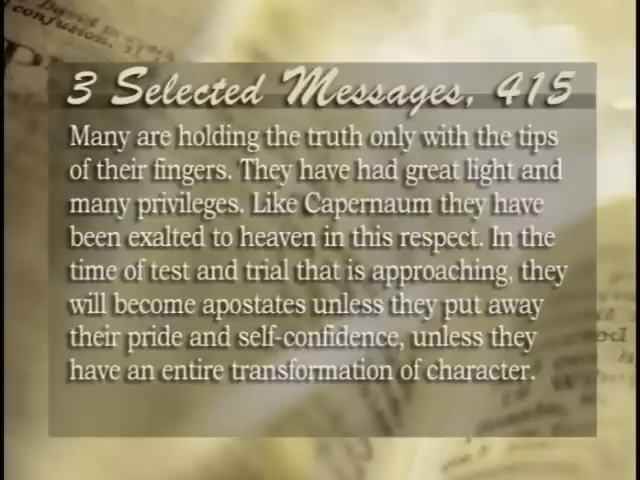 confusion.
3 Selected Messages, 415
Many are holding the truth only with the tips
of their fingers. They have had great light and
many privileges. Like Capernaum they have
been exalted to heaven in this respect. In the
time of test and trial that is approaching, they
will become apostates unless they put away
their pride and self-confidence, unless they
have an entire transformation of character.